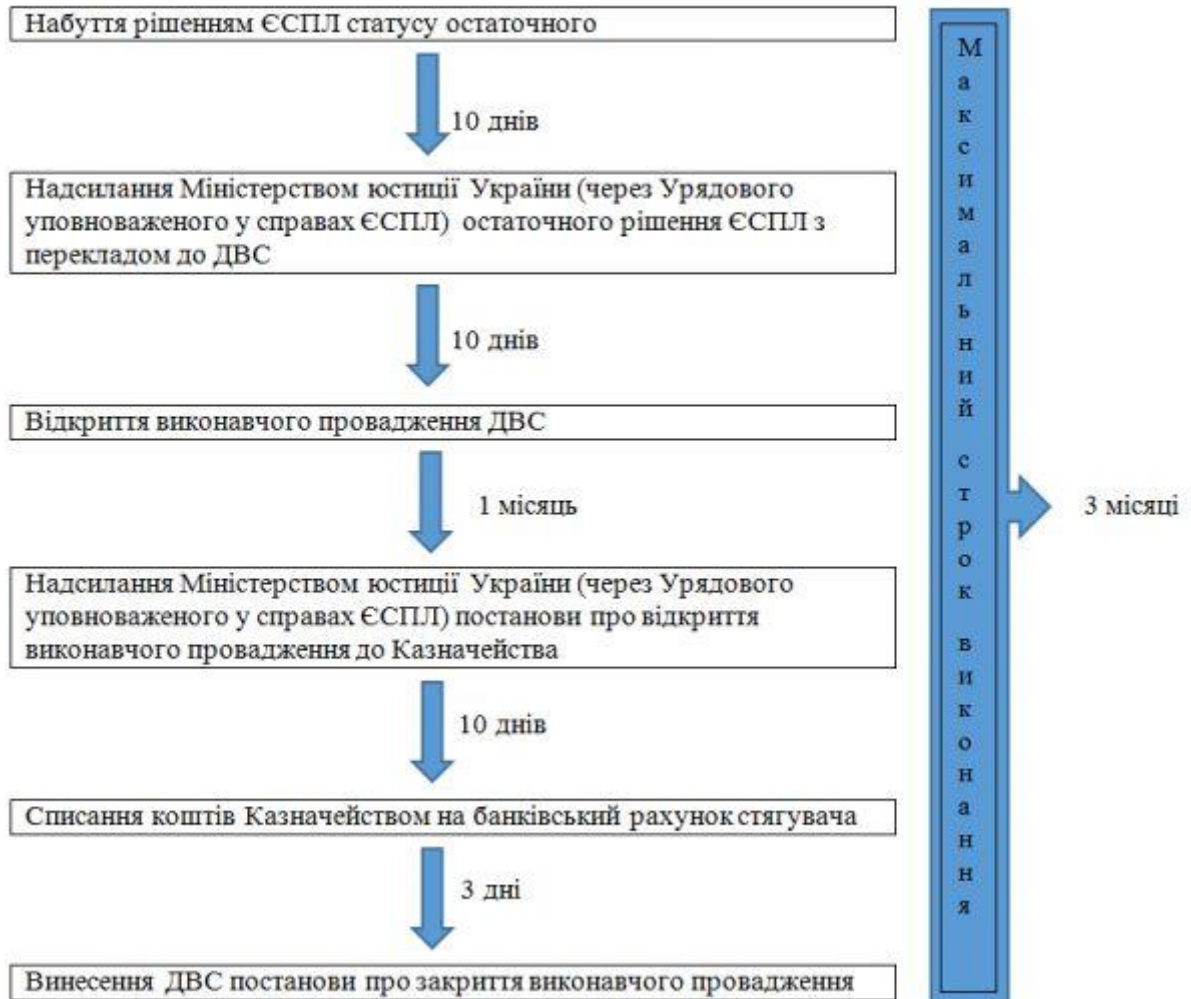 Набуття рішенням ЄСПЛ статусу остаточного
10 днів
Надсилання Міністерством юстиції України (через Урядового
уповноваженого у справах ЄСПЛ) остаточного рішення ЄСПЛ з
перекладом до ДВС
10 днів
Відкриття виконавчого провадження ДВС
1 місяць
Надсилання Міністерством юстиції України (через Урядового
уповноваженого у справах ЄСПЛ) постанови про відкриття
виконавчого провадження до Казначейства
10 днів
Списання коштів Казначейством на банківський рахунок стягувача
3 дні
Винесення ДВС постанови про закриття виконавчого провадження
Максимальний строк виконання
3 місяці